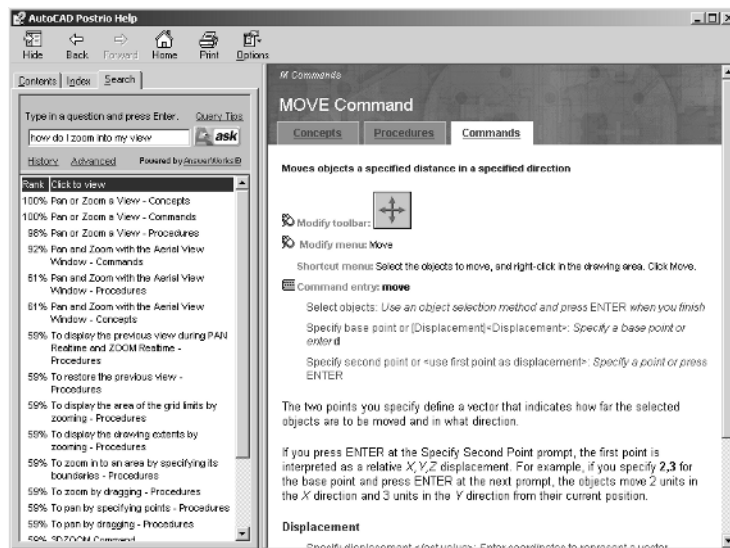 AutoCAD Postrio Help
Hide Back Forward Home Print Options
Contents Index Search
Type in a question and press Enter. Query Tips
how do I zoom into my view ask
History Advanced Powered by AnswerWorks®
Rank Click to view
100% Pan or Zoom a View - Concepts
100% Pan or Zoom a View - Commands
98% Pan or Zoom a View - Procedures
92% Pan and Zoom with the Aerial View
Window - Commands
61% Pan and Zoom with the Aerial View
Window - Procedures
61% Pan and Zoom with the Aerial View
Window - Concepts
59% To display the previous view during PAN
Realtime and ZOOM Realtime -
Procedures
59% To restore the previous view -
Procedures
59% To display the area of the grid limits by
zooming - Procedures
59% To display the drawing extents by
zooming - Procedures
59% To zoom in to an area by specifying its
boundaries - Procedures
59% To zoom by dragging - Procedures
59% To pan by specifying points - Procedures
59% To pan by dragging - Procedures
59% 3DZOOM Command
M Commands
MOVE Command
Concepts Procedures Commands
Moves objects a specified distance in a specified direction
Modify toolbar:
Modify menu: Move
Shortcut menu: Select the objects to move, and right-click in the drawing area. Click Move.
Command entry: move
Select objects: Use an object selection method and press ENTER when you finish
Specify base point or [Displacement]<Displacement>: Specify a base point or
enter d
Specify second point or <use first point as displacement>: Specify a point or press
ENTER
The two points you specify define a vector that indicates how far the selected
objects are to be moved and in what direction.
If you press ENTER at the Specify Second Point prompt, the first point is
interpreted as a relative X,Y,Z displacement. For example, if you specify 2,3 for
the base point and press ENTER at the next prompt, the objects move 2 units in
the X direction and 3 units in the Y direction from their current position.
Displacement
Specify displacement <last value>: Enter coordinates to represent a vector